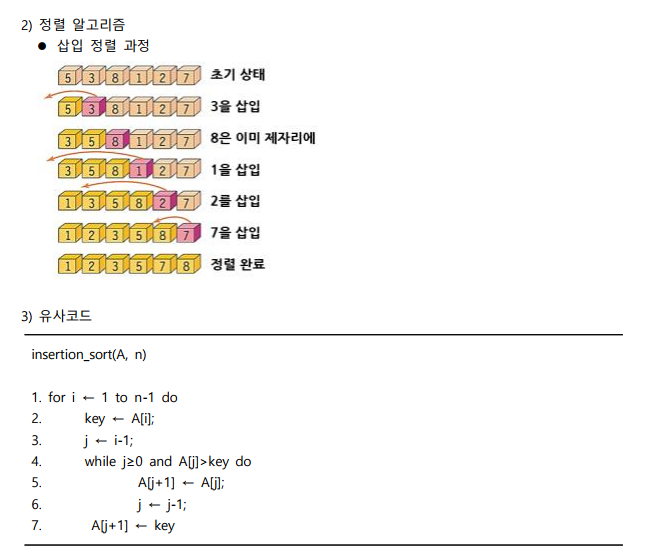 2) 정렬 알고리즘
● 삽입 정렬 과정
5 3 8 1 2 7 초기 상태
5 3 8 1 2 7 3을 삽입
3 5 8 1 2 7 8은 이미 제자리에
3 5 8 1 2 7 1을 삽입
1 3 5 8 2 7 2를 삽입
1 2 3 5 8 7 7을 삽입
1 2 3 5 7 8 정렬 완료
3) 유사코드
insertion_sort(A, n)
1. for i ← 1 to n-1 do
2. key ← A[i];
3. j ← i-1;
4. while j≥0 and A[j]>key do
5. A[j+1] ← A[j];
6. j ← j-1;
7. A[j+1] ← key